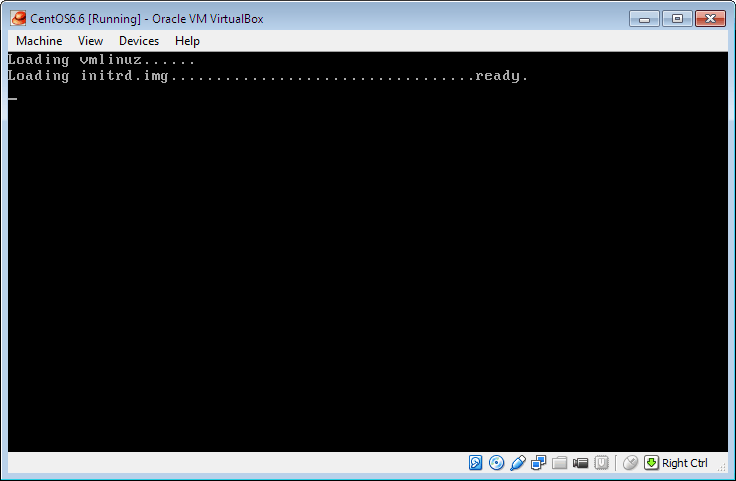 CentOS6.6 [Running] - Oracle VM VirtualBox
Machine View Devices Help
Loading vmlinuz......
Loading initrd.img..................................ready.
_
Right Ctrl